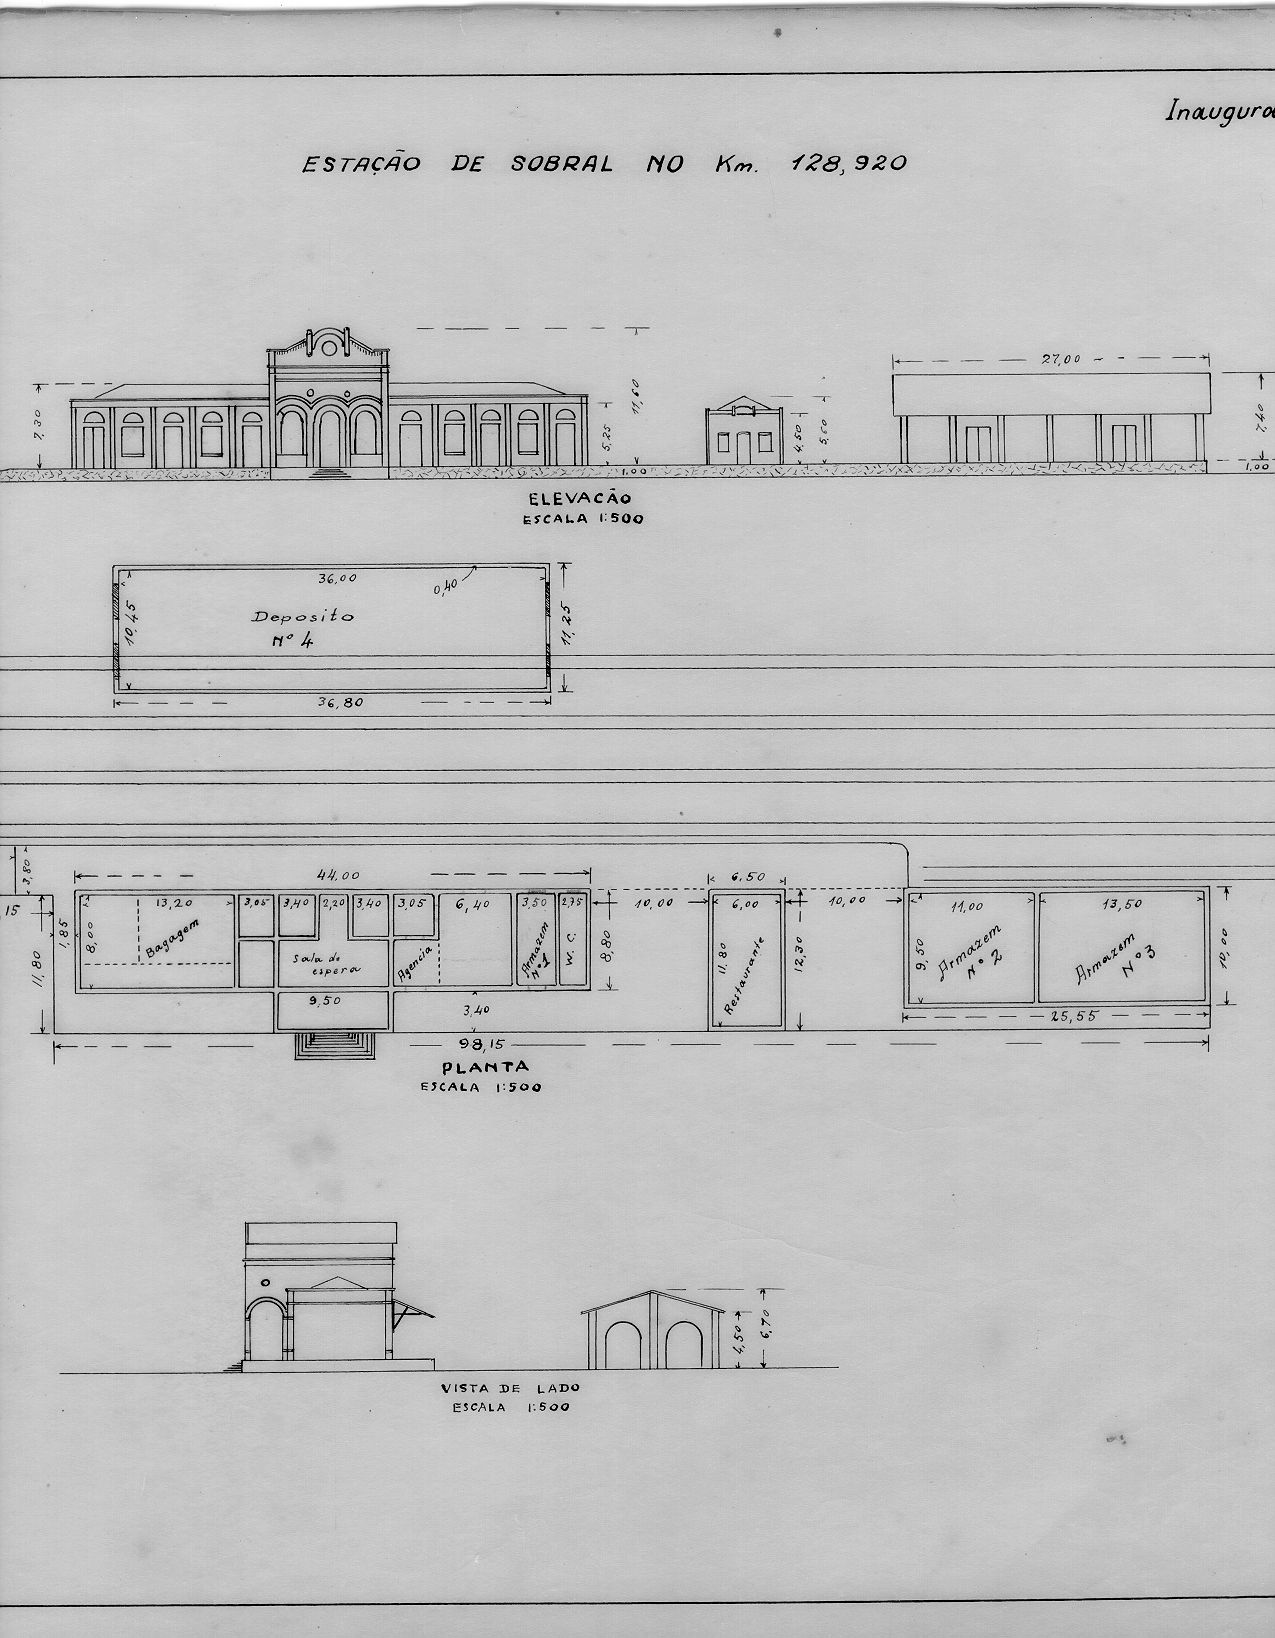 Inaugura
ESTAÇÃO DE SOBRAL NO Km. 128,920
27,00
7,30
11,60
5,25
4,50
5,60
7,40
1,00
1,00
ELEVACÃO
ESCALA 1:500
36,00
0,40
10,45
Deposito
Nº 4
11,25
36,80
3,80
44,00
6,50
15
1,85
8,00
13,20
3,05
3,40
2,20
3,40
3,05
6,40
3,50
2,75
10,00
6,00
10,00
11,00
13,50
Bagagem
Sala de
espera
Agencia
Armazem
Nº 1
W. C.
8,80
11,80
Restaurante
12,30
9,50
Armazem
Nº 2
Armazem
Nº 3
10,00
11,80
9,50
3,40
25,55
98,15
PLANTA
ESCALA 1:500
4,50
6,70
VISTA DE LADO
ESCALA 1:500